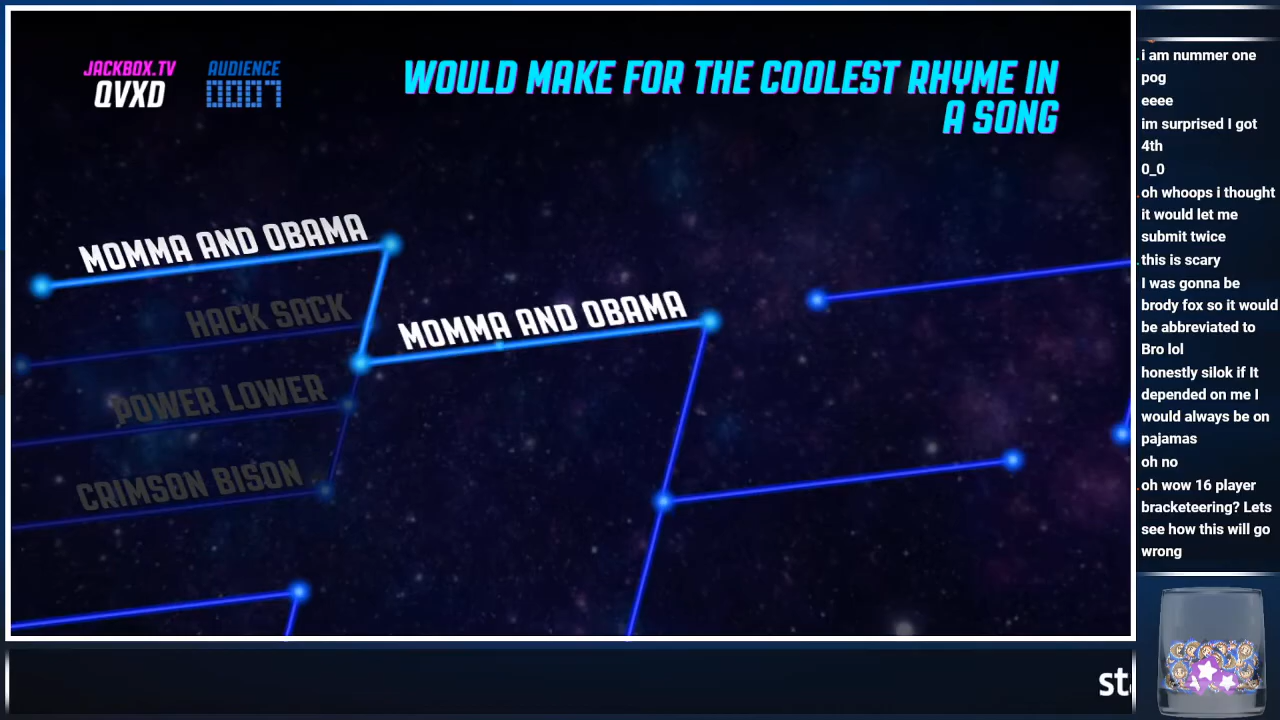 JACKBOX.TV
QVXD
AUDIENCE
0007
WOULD MAKE FOR THE COOLEST RHYME IN
A SONG
MOMMA AND OBAMA
HACK SACK
POWER LOWER
CRIMSON BISON
MOMMA AND OBAMA
i am nummer one
pog
eeee
im surprised I got
4th
0_0
oh whoops i thought
it would let me
submit twice
this is scary
I was gonna be
brody fox so it would
be abbreviated to
Bro lol
honestly silok if It
depended on me I
would always be on
pajamas
oh no
oh wow 16 player
bracketeering? Lets
see how this will go
wrong